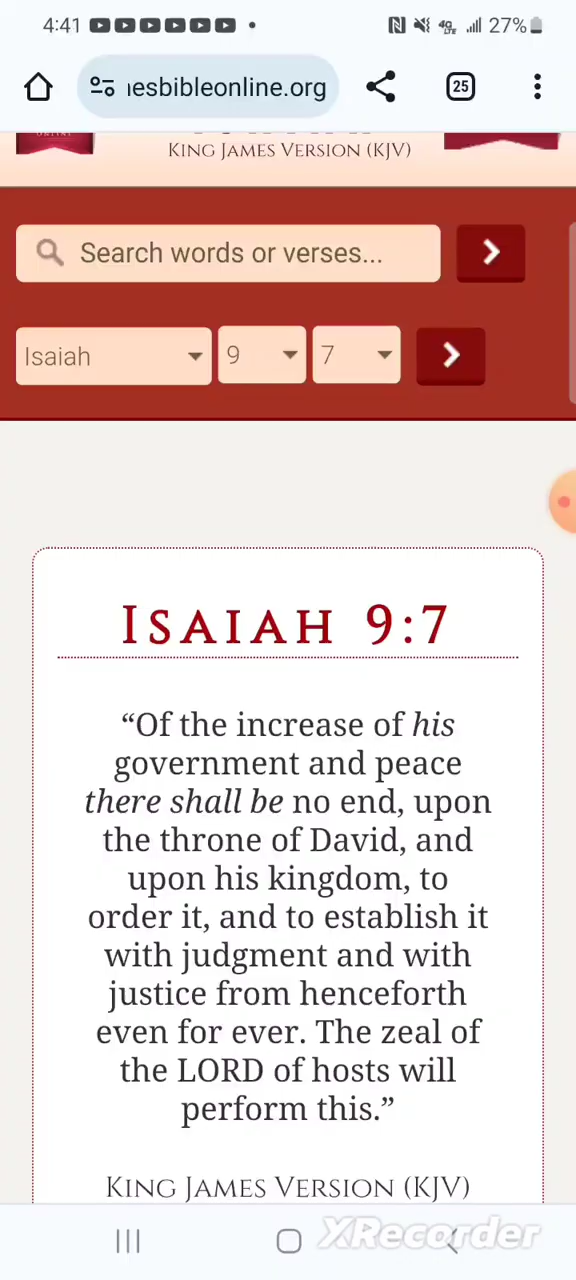 4:41 27%
nesbibleonline.org 25
KING JAMES VERSION (KJV)
Search words or verses...
Isaiah 9 7
ISAIAH 9:7
“Of the increase of his
government and peace
there shall be no end, upon
the throne of David, and
upon his kingdom, to
order it, and to establish it
with judgment and with
justice from henceforth
even for ever. The zeal of
the LORD of hosts will
perform this.”
KING JAMES VERSION (KJV)
XRecorder